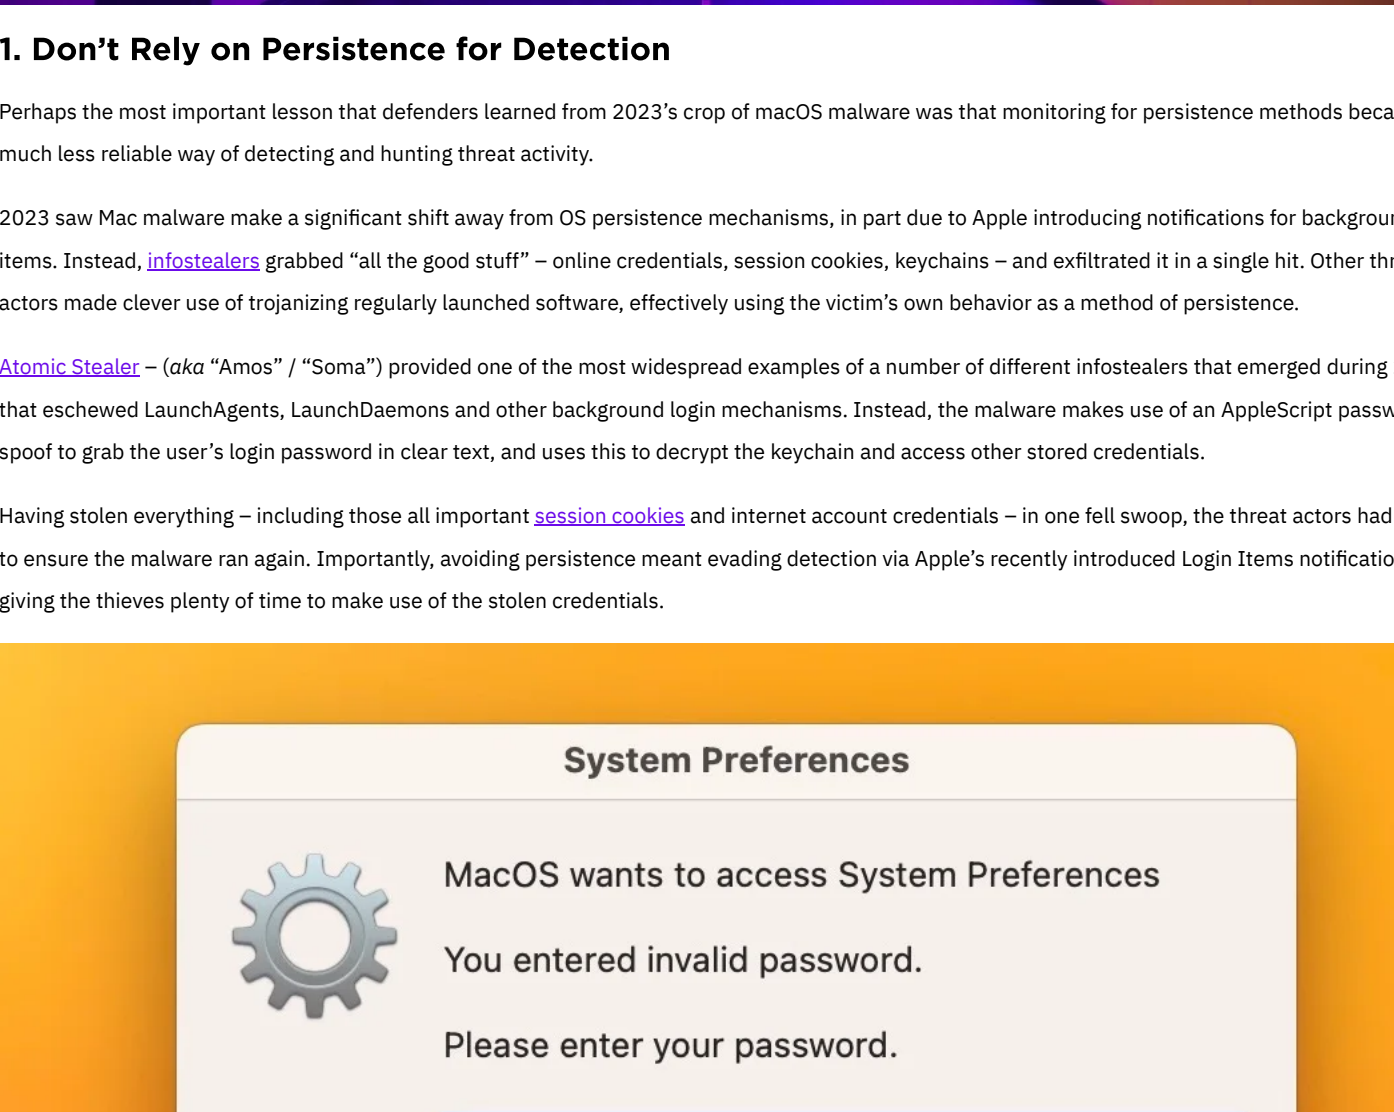 1. Don’t Rely on Persistence for Detection
Perhaps the most important lesson that defenders learned from 2023’s crop of macOS malware was that monitoring for persistence methods
much less reliable way of detecting and hunting threat activity.
2023 saw Mac malware make a significant shift away from OS persistence mechanisms, in part due to Apple introducing notifications for
items. Instead, infostealers grabbed “all the good stuff” – online credentials, session cookies, keychains – and exfiltrated it in a single hit. Other
actors made clever use of trojanizing regularly launched software, effectively using the victim’s own behavior as a method of persistence.
Atomic Stealer – (aka “Amos” / “Soma”) provided one of the most widespread examples of a number of different infostealers that emerged during
that eschewed LaunchAgents, LaunchDaemons and other background login mechanisms. Instead, the malware makes use of an AppleScript
spoof to grab the user’s login password in clear text, and uses this to decrypt the keychain and access other stored credentials.
Having stolen everything – including those all important session cookies and internet account credentials – in one fell swoop, the threat actors had
to ensure the malware ran again. Importantly, avoiding persistence meant evading detection via Apple’s recently introduced Login Items
giving the thieves plenty of time to make use of the stolen credentials.
System Preferences
MacOS wants to access System Preferences
You entered invalid password.
Please enter your password.